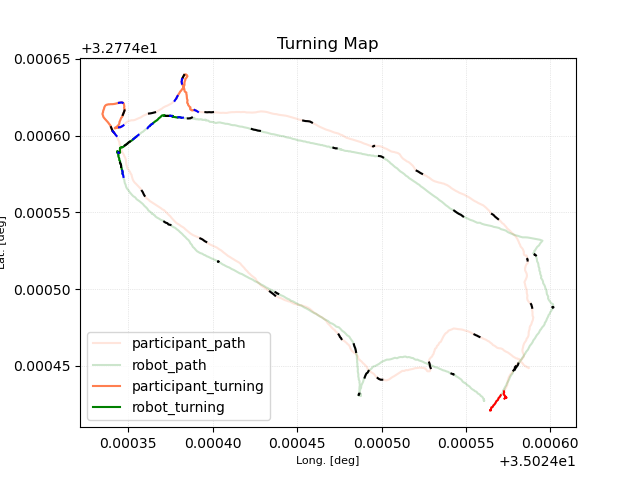 Turning Map
+3.2774e1
0.00065
0.00060
0.00055
0.00050
0.00045
Lat. [deg]
participant_path
robot_path
participant_turning
robot_turning
0.00035 0.00040 0.00045 0.00050 0.00055 0.00060
Long. [deg]
+3.5024e1